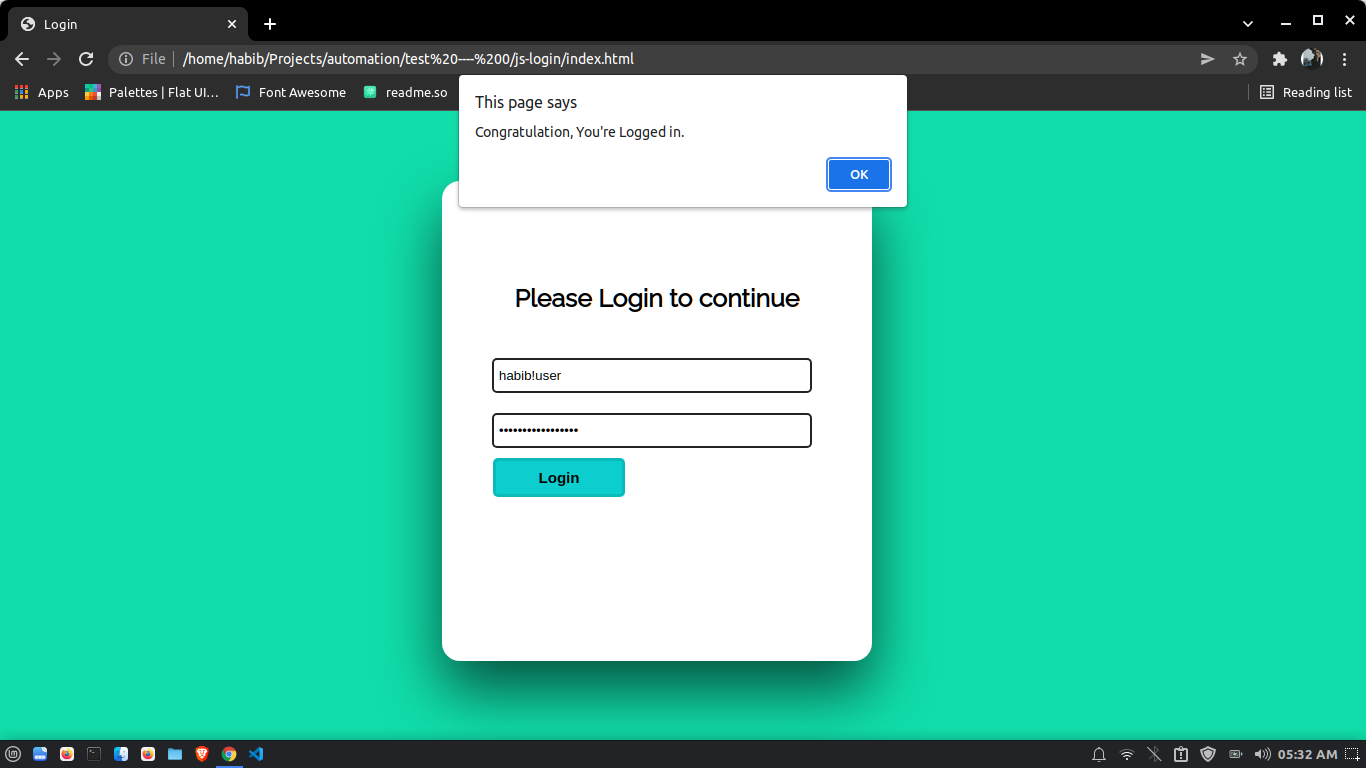 Login
File
/home/habib/Projects/automation/test%20----%200/js-login/index.html
Apps
Palettes | Flat UI…
Font Awesome
readme.so
Reading list
This page says
Congratulation, You're Logged in.
OK
Please Login to continue
habib!user
•••••••••••••••••
Login
05:32 AM